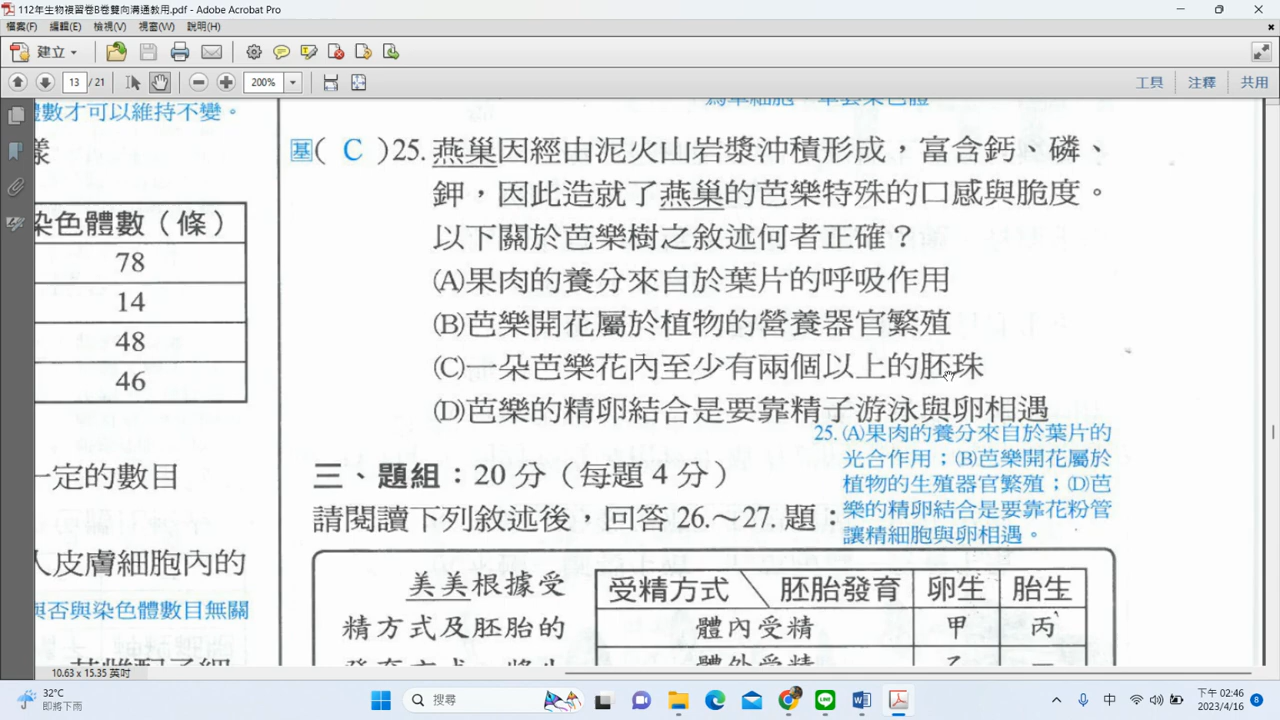 112年生物複習卷B卷雙向溝通教用.pdf - Adobe Acrobat Pro
檔案(F) 編輯(E) 檢視(V) 視窗(W) 說明(H)
建立
13 / 21
200%
工具 注釋 共用
體數才可以維持不變。
樣
染色體數（條）
78
14
48
46
一定的數目
人皮膚細胞內的
與否與染色體數目無關
基( C )25. 燕巢因經由泥火山岩漿沖積形成，富含鈣、磷、
鉀，因此造就了燕巢的芭樂特殊的口感與脆度。
以下關於芭樂樹之敘述何者正確？
(A)果肉的養分來自於葉片的呼吸作用
(B)芭樂開花屬於植物的營養器官繁殖
(C)一朵芭樂花內至少有兩個以上的胚珠
(D)芭樂的精卵結合是要靠精子游泳與卵相遇
25. (A)果肉的養分來自於葉片的
光合作用；(B)芭樂開花屬於
植物的生殖器官繁殖；(D)芭
樂的精卵結合是要靠花粉管
讓精細胞與卵相遇。
三、題組：20 分（每題 4 分）
請閱讀下列敘述後，回答 26.～27. 題：
美美根據受
精方式及胚胎的
受精方式 胚胎發育 卵生 胎生
體內受精 甲 丙
體外受精
10.63 x 15.35 英吋
32°C
即將下雨
搜尋
中
下午 02:46
2023/4/16
8